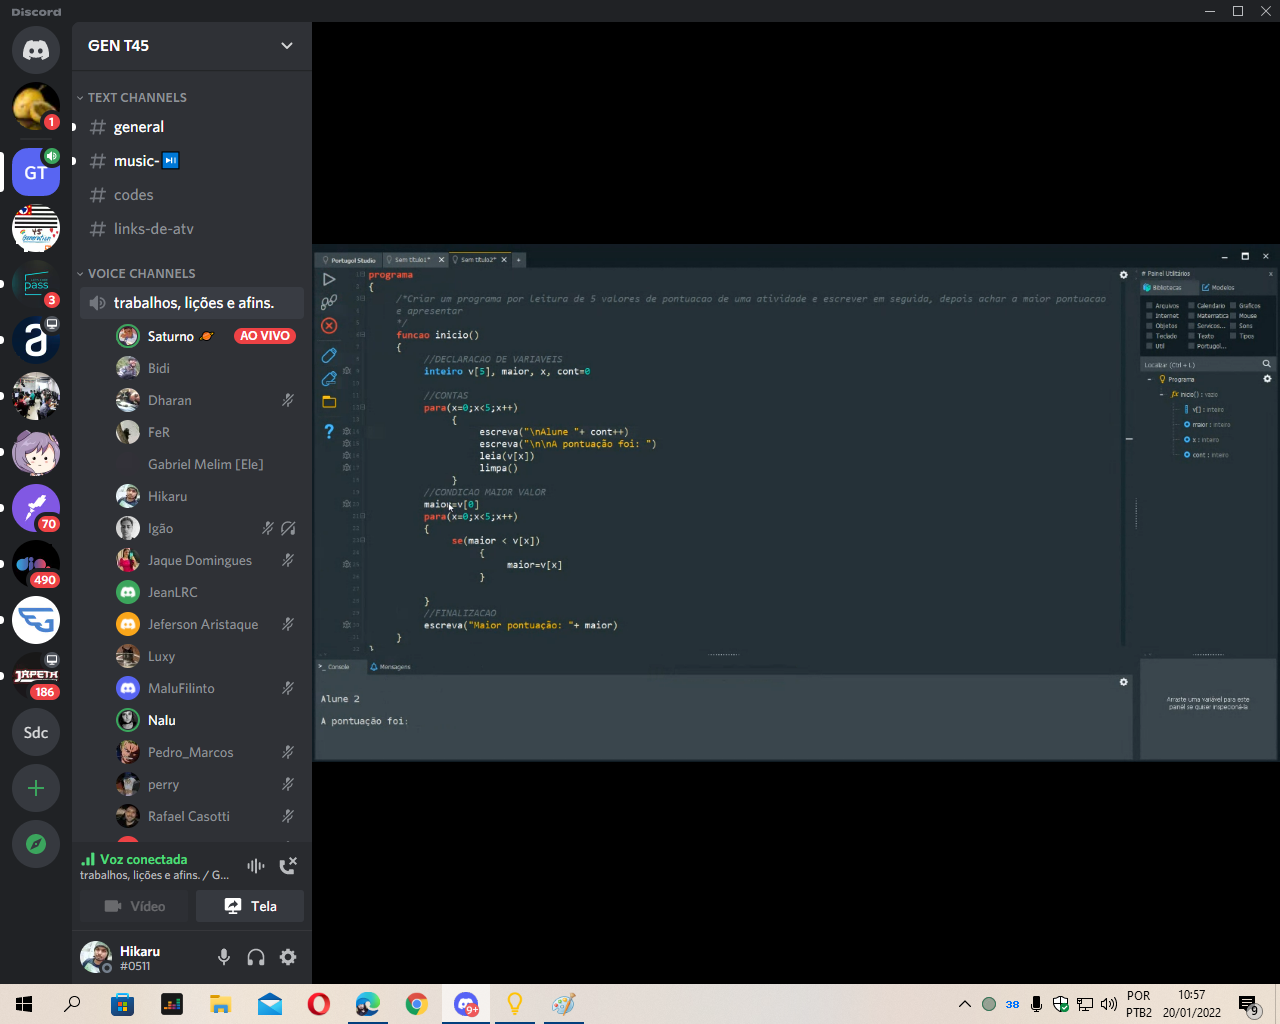 Discord
GEN T45
TEXT CHANNELS
general
music-
codes
links-de-atv
VOICE CHANNELS
trabalhos, lições e afins.
Saturno
AO VIVO
Bidi
Dharan
FeR
Gabriel Melim [Ele]
Hikaru
Igão
Jaque Domingues
JeanLRC
Jeferson Aristaque
Luxy
MaluFilinto
Nalu
Pedro_Marcos
perry
Rafael Casotti
Voz conectada
trabalhos, lições e afins. / G...
Vídeo
Tela
Hikaru
#0511
1
GT
pass
3
70
490
JAPETA
186
Sdc
Portugol Studio
Sem título1*
Sem título2*
programa
{
/*Criar um programa por leitura de 5 valores de pontuacao de uma atividade e escrever em seguida, depois achar a maior pontuacao
e apresentar
*/
funcao inicio()
{
//DECLARACAO DE VARIAVEIS
inteiro v[5], maior, x, cont=0
//CONTAS
para(x=0;x<5;x++)
{
escreva("\nAlune "+ cont++)
escreva("\n\nA pontuação foi: ")
leia(v[x])
limpa()
}
//CONDICAO MAIOR VALOR
maior=v[0]
para(x=0;x<5;x++)
{
se(maior < v[x])
{
maior=v[x]
}
}
//FINALIZACAO
escreva("Maior pontuação: "+ maior)
}
}
Painel Utilitários
Bibliotecas
Modelos
Arquivos Calendario Graficos
Internet Matematica Mouse
Objetos Servicos... Sons
Teclado Texto Tipos
Util Portugol...
Localizar (Ctrl + L)
Programa
inicio() : vazio
v[] : inteiro
maior : inteiro
x : inteiro
cont : inteiro
Console
Mensagens
Alune 2
A pontuação foi:
Arraste uma variável para este
painel se quiser inspecioná-la
9+
38
POR
PTB2
10:57
20/01/2022
9